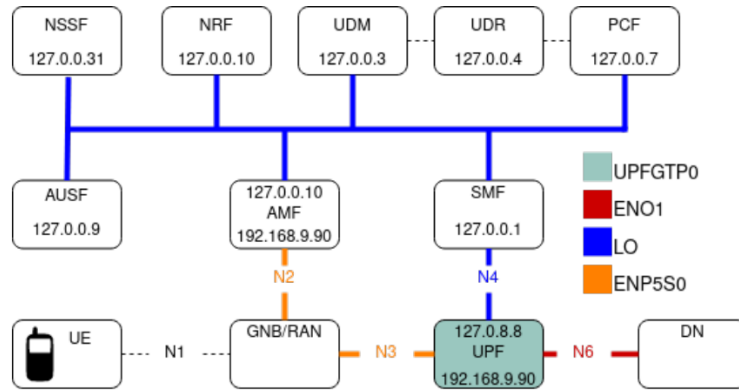 NSSF
127.0.0.31
NRF
127.0.0.10
UDM
127.0.0.3
UDR
127.0.0.4
PCF
127.0.0.7
AUSF
127.0.0.9
127.0.0.10
AMF
192.168.9.90
SMF
127.0.0.1
UPFGTP0
ENO1
LO
ENP5S0
N2
N4
UE
N1
GNB/RAN
N3
127.0.8.8
UPF
192.168.9.90
N6
DN